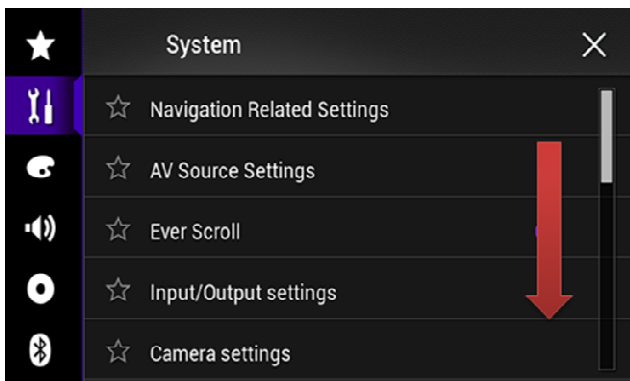 System
Navigation Related Settings
AV Source Settings
Ever Scroll
Input/Output settings
Camera settings